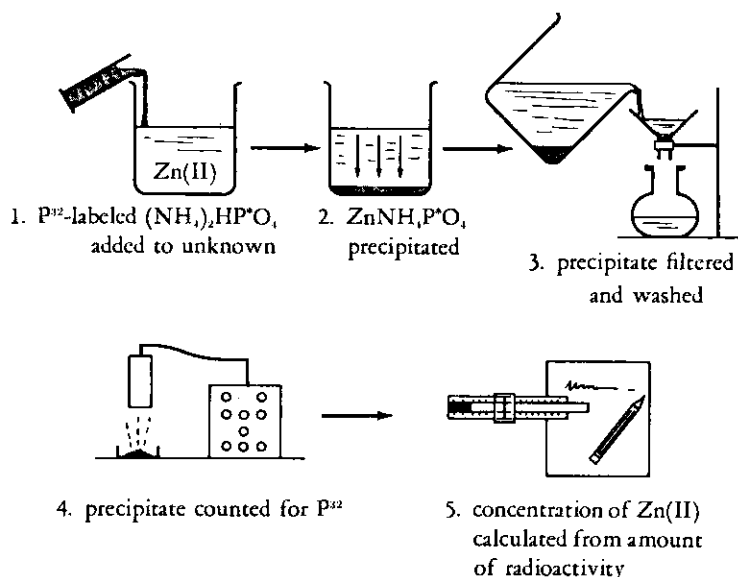 Zn(II)
1. P³²-labeled (NH₄)₂HP*O₄
added to unknown
2. ZnNH₄P*O₄
precipitated
3. precipitate filtered
and washed
4. precipitate counted for P³²
5. concentration of Zn(II)
calculated from amount
of radioactivity